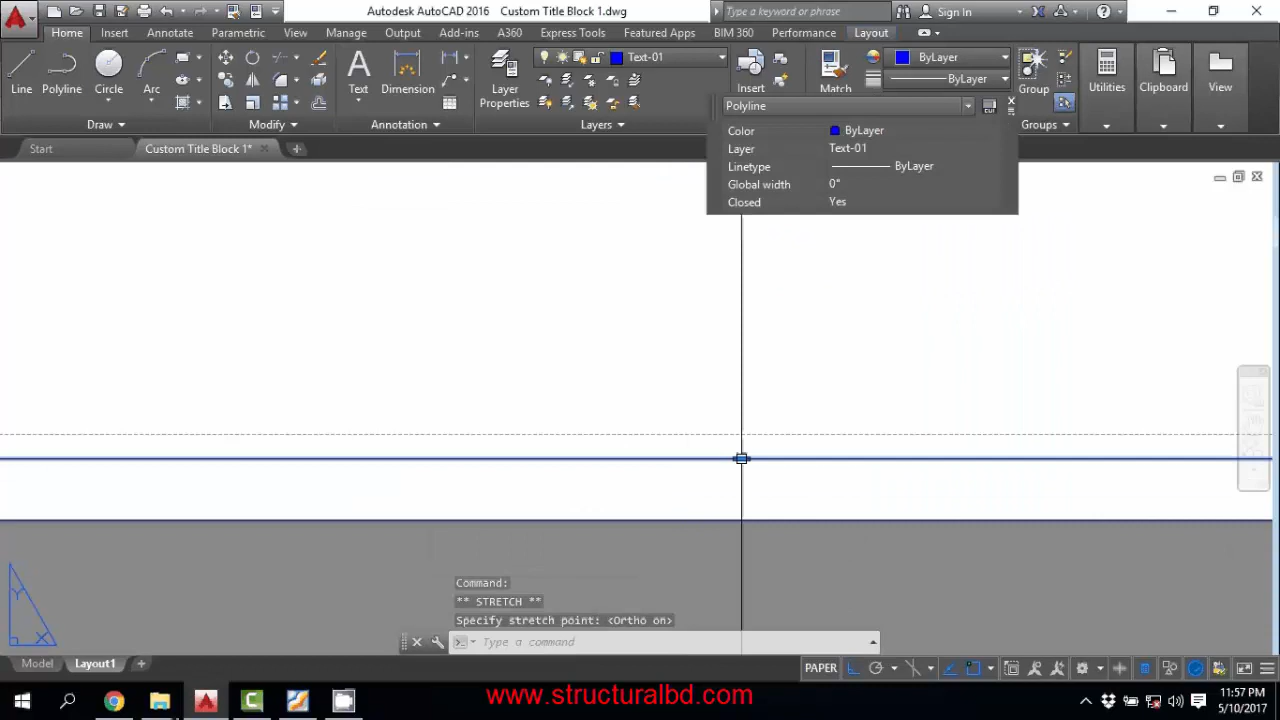 Autodesk AutoCAD 2016 Custom Title Block 1.dwg
Type a keyword or phrase
Sign In
Home Insert Annotate Parametric View Manage Output Add-ins A360 Express Tools Featured Apps BIM 360 Performance Layout
Text-01
ByLayer
ByLayer
Line Polyline Circle Arc Text Dimension Layer Properties Insert Match Group Utilities Clipboard View
Draw Modify Annotation Layers Groups
Polyline
Color ByLayer
Layer Text-01
Linetype ByLayer
Global width 0"
Closed Yes
Start Custom Title Block 1*
Command:
** STRETCH **
Specify stretch point: <Ortho on>
Type a command
Y
X
Model Layout1
PAPER
www.structuralbd.com
11:57 PM
5/10/2017